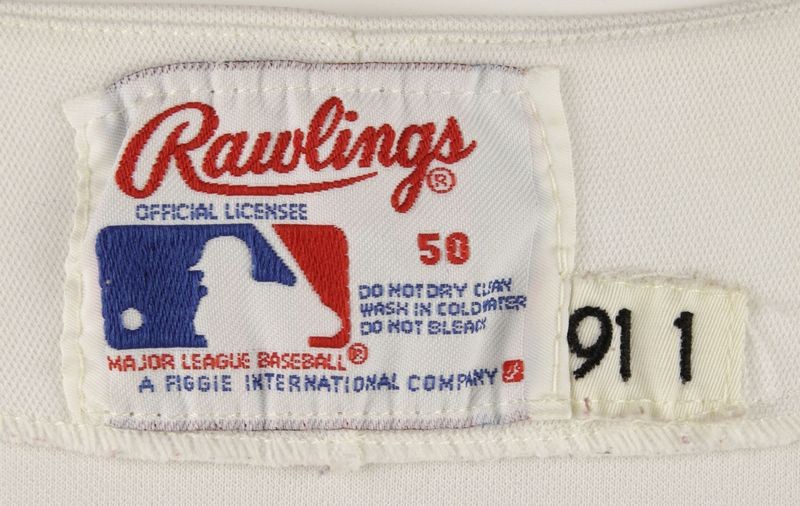 Rawlings®
OFFICIAL LICENSEE
50
DO NOT DRY CLEAN
WASH IN COLD WATER
DO NOT BLEACH
MAJOR LEAGUE BASEBALL®
A FIGGIE INTERNATIONAL COMPANY
91 1